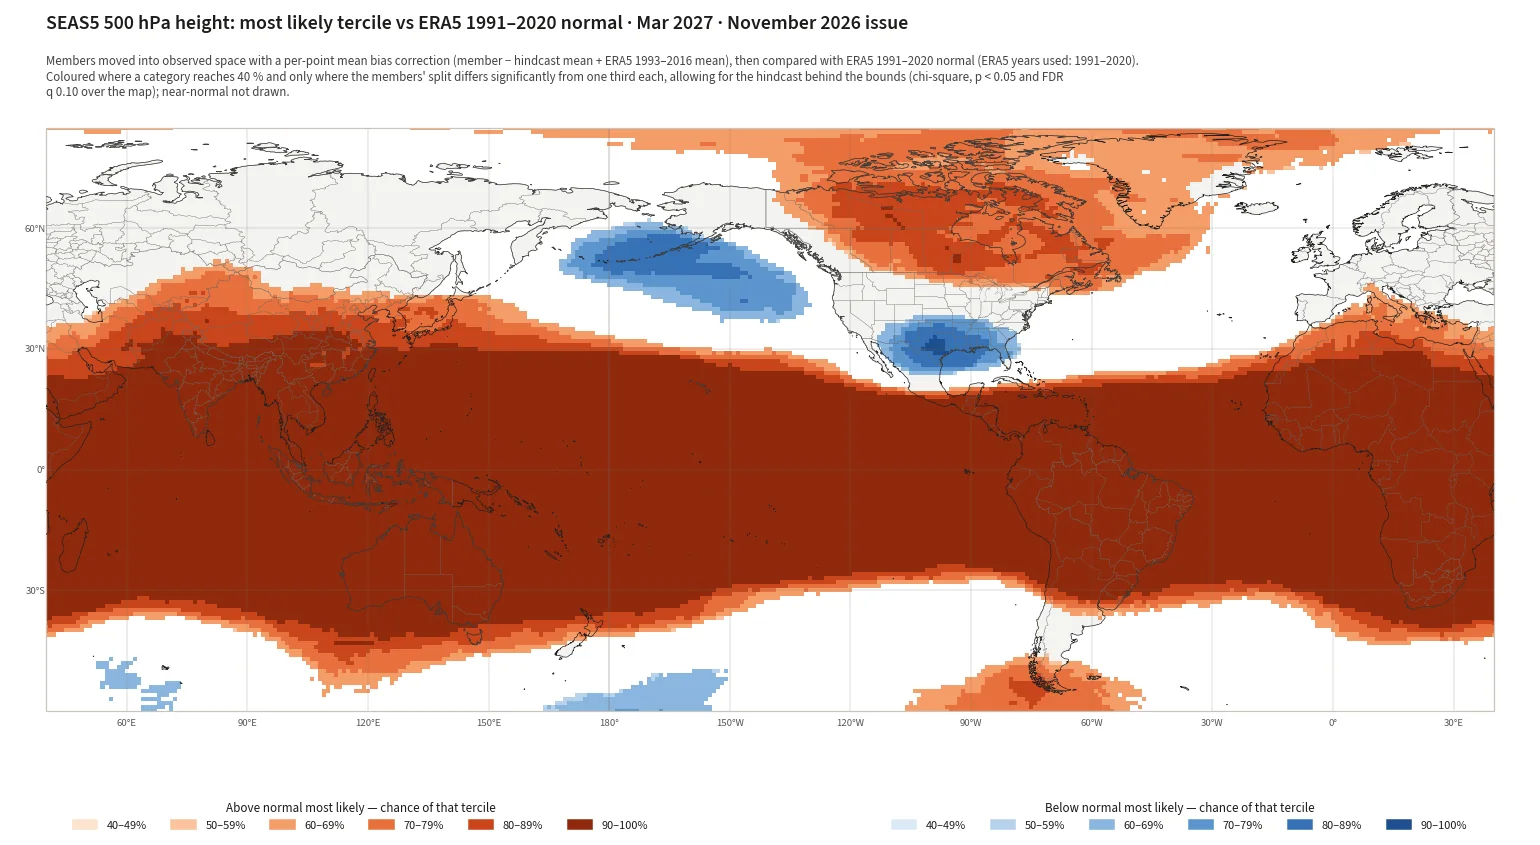 SEAS5 500 hPa height: most likely tercile vs ERA5 1991–2020 normal · Mar 2027 · November 2026 issue
Members moved into observed space with a per-point mean bias correction (member − hindcast mean + ERA5 1993–2016 mean), then compared with ERA5 1991–2020 normal (ERA5 years used: 1991–2020).
Coloured where a category reaches 40 % and only where the members' split differs significantly from one third each, allowing for the hindcast behind the bounds (chi-square, p < 0.05 and FDR
q 0.10 over the map); near-normal not drawn.
60°N
30°N
0°
30°S
60°E 90°E 120°E 150°E 180° 150°W 120°W 90°W 60°W 30°W 0° 30°E
Above normal most likely — chance of that tercile
40–49% 50–59% 60–69% 70–79% 80–89% 90–100%
Below normal most likely — chance of that tercile
40–49% 50–59% 60–69% 70–79% 80–89% 90–100%